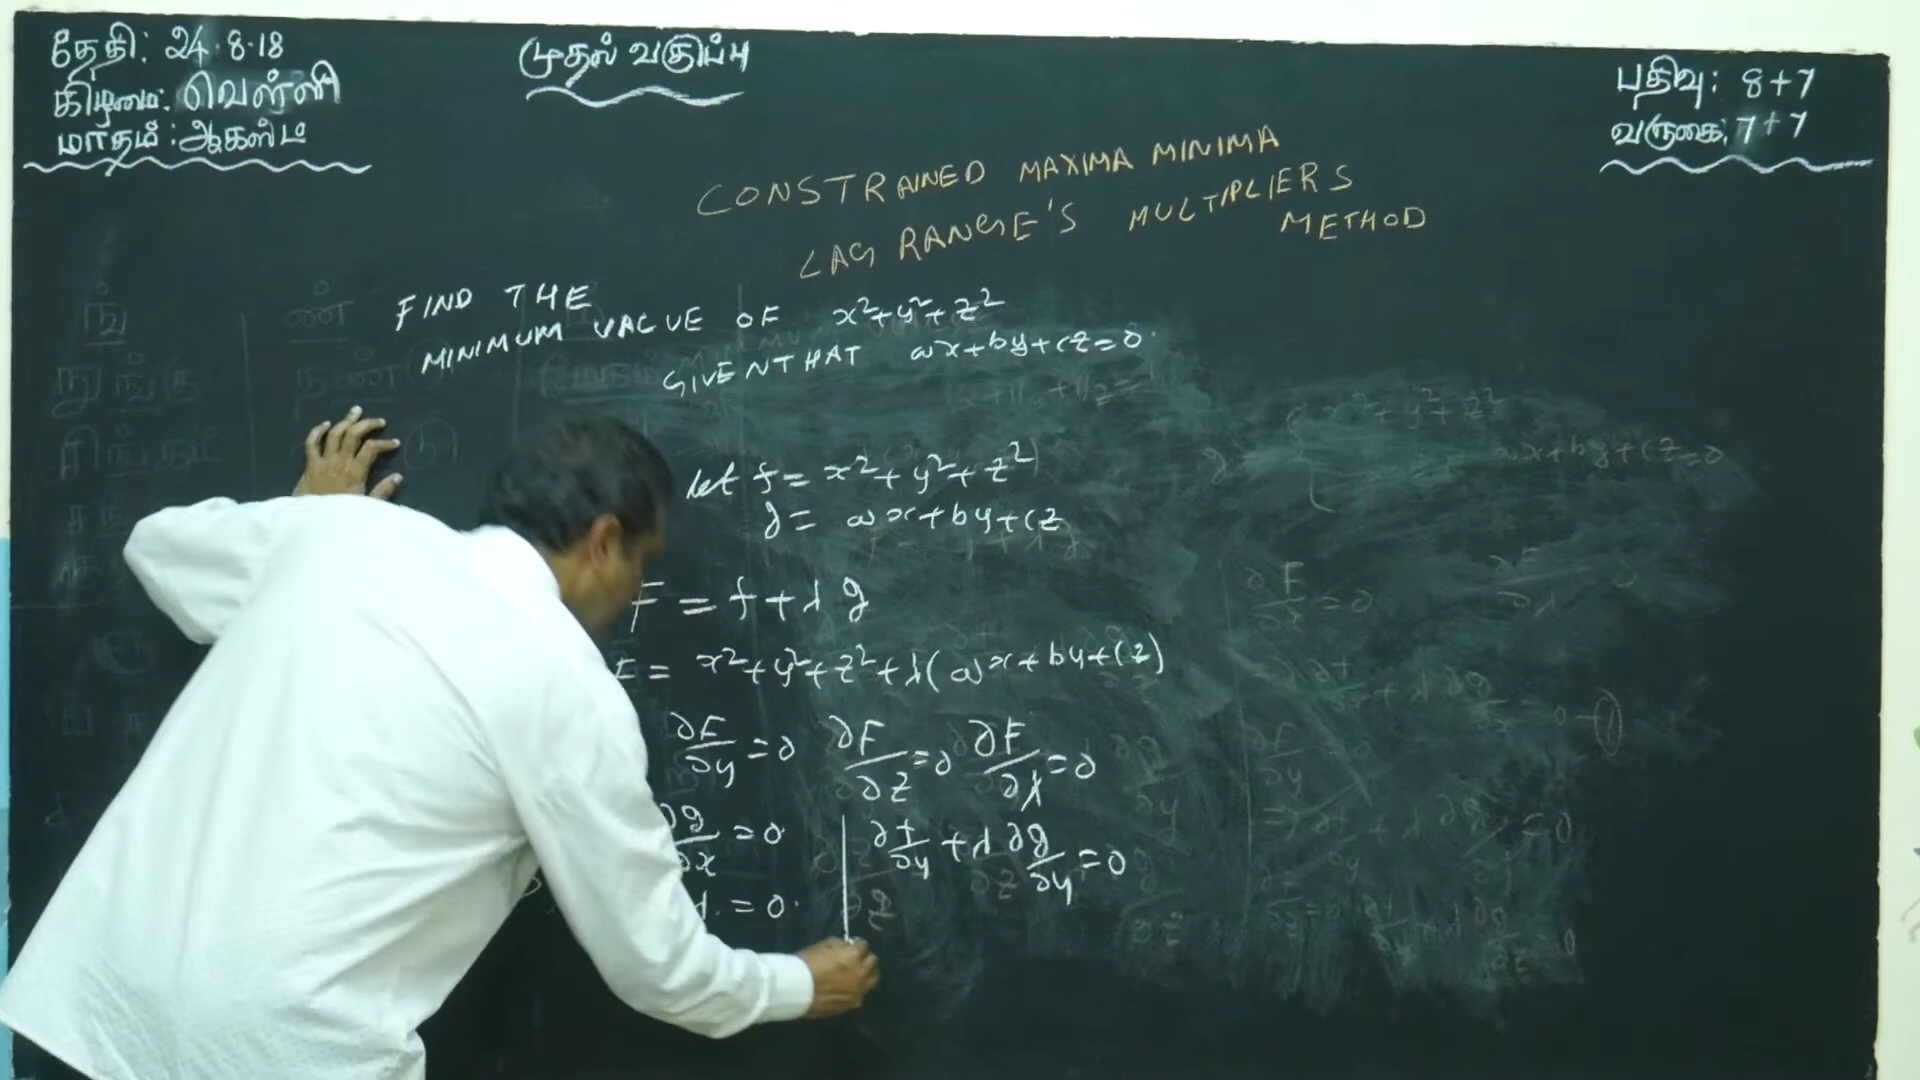 தேதி: 24.8.18
கிழமை: வெள்ளி
மாதம்: ஆகஸ்ட்
முதல் வகுப்பு
பதிவு: 8+7
வருகை: 7+7
CONSTRAINED MAXIMA MINIMA
LAGRANGE'S MULTIPLIERS
METHOD
FIND THE
MINIMUM VALUE OF x²+y²+z²
GIVEN THAT ax+by+cz=0.
let f = x²+y²+z²
g = ax+by+cz
F = f+λg
F = x²+y²+z²+λ(ax+by+cz)
∂F/∂y=0 ∂F/∂z=0 ∂F/∂λ=0
∂g/∂x = 0
∂f/∂y + λ ∂g/∂y = 0
= 0.